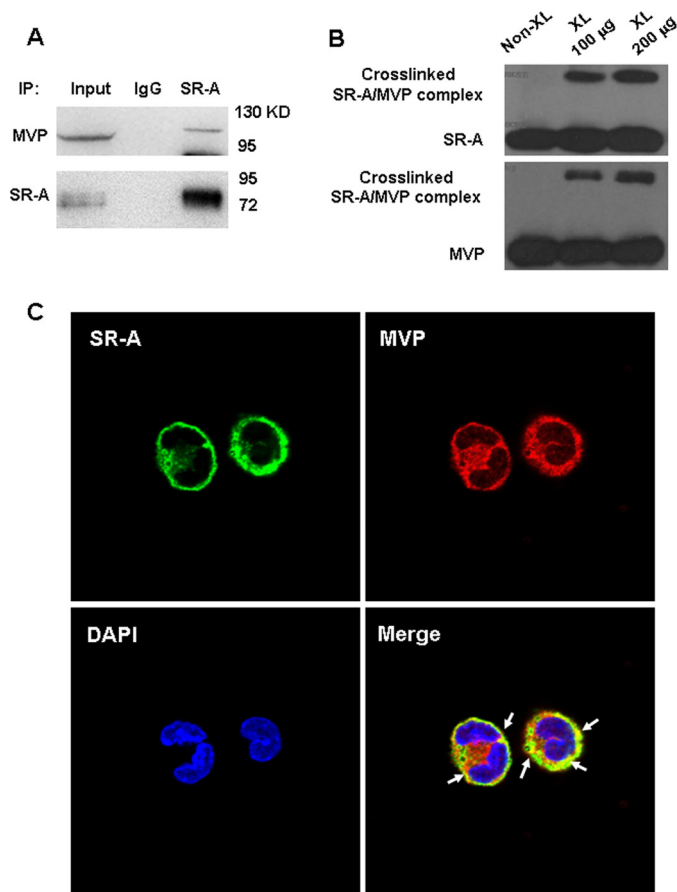 A
IP: Input IgG SR-A
MVP
130 KD
95
SR-A
95
72
B
Non-XL
XL
100 µg
XL
200 µg
Crosslinked
SR-A/MVP complex
SR-A
Crosslinked
SR-A/MVP complex
MVP
C
SR-A
MVP
DAPI
Merge